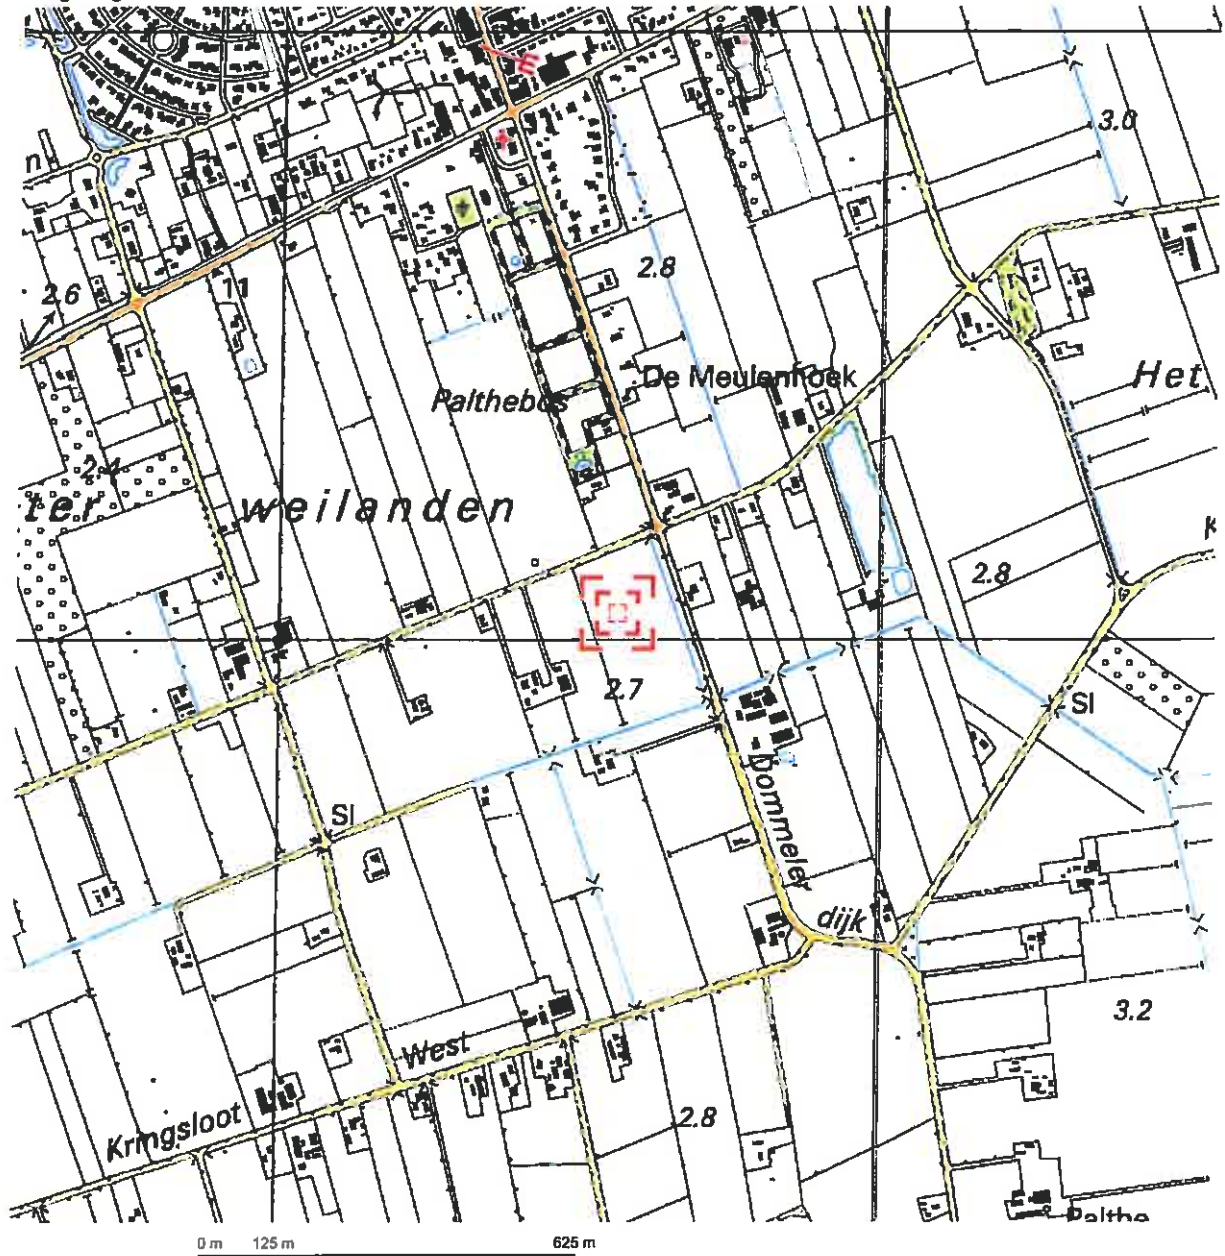 E
3.0
n
2.8
2.6
11
De Meulenhoek
Het
Palthebos
2.4
ter weilanden
K
2.8
2.7
Sl
Sl
Dommeler
dijk
3.2
West
2.8
Kringsloot
Palthe
0 m 125 m 625 m